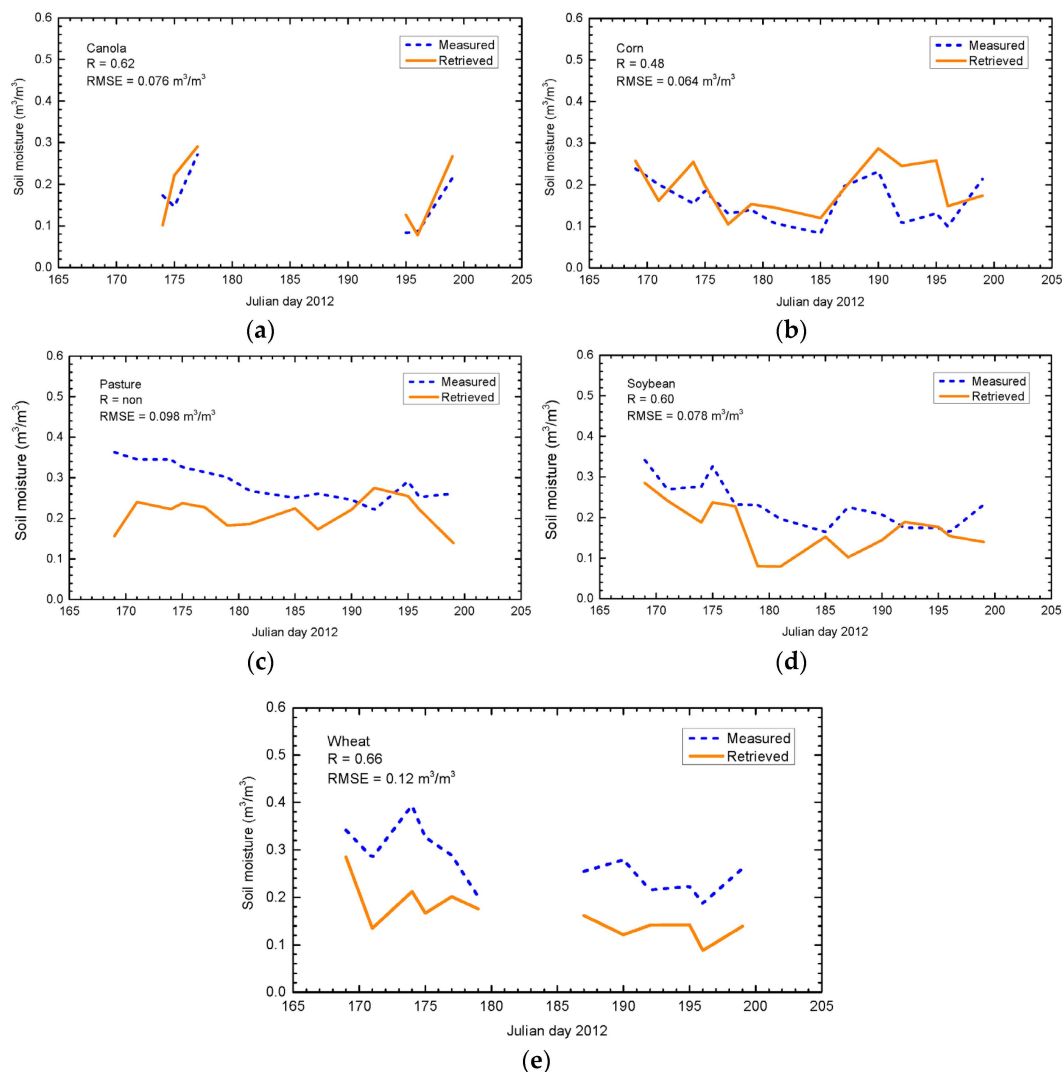 Canola
R = 0.62
RMSE = 0.076 m³/m³
Measured
Retrieved
Soil moisture (m³/m³)
0.6
0.5
0.4
0.3
0.2
0.1
0.0
165 170 175 180 185 190 195 200 205
Julian day 2012
(a)
Corn
R = 0.48
RMSE = 0.064 m³/m³
Measured
Retrieved
Soil moisture (m³/m³)
0.6
0.5
0.4
0.3
0.2
0.1
0.0
165 170 175 180 185 190 195 200 205
Julian day 2012
(b)
Pasture
R = non
RMSE = 0.098 m³/m³
Measured
Retrieved
Soil moisture (m³/m³)
0.6
0.5
0.4
0.3
0.2
0.1
0.0
165 170 175 180 185 190 195 200 205
Julian day 2012
(c)
Soybean
R = 0.60
RMSE = 0.078 m³/m³
Measured
Retrieved
Soil moisture (m³/m³)
0.6
0.5
0.4
0.3
0.2
0.1
0.0
165 170 175 180 185 190 195 200 205
Julian day 2012
(d)
Wheat
R = 0.66
RMSE = 0.12 m³/m³
Measured
Retrieved
Soil moisture (m³/m³)
0.6
0.5
0.4
0.3
0.2
0.1
0.0
165 170 175 180 185 190 195 200 205
Julian day 2012
(e)